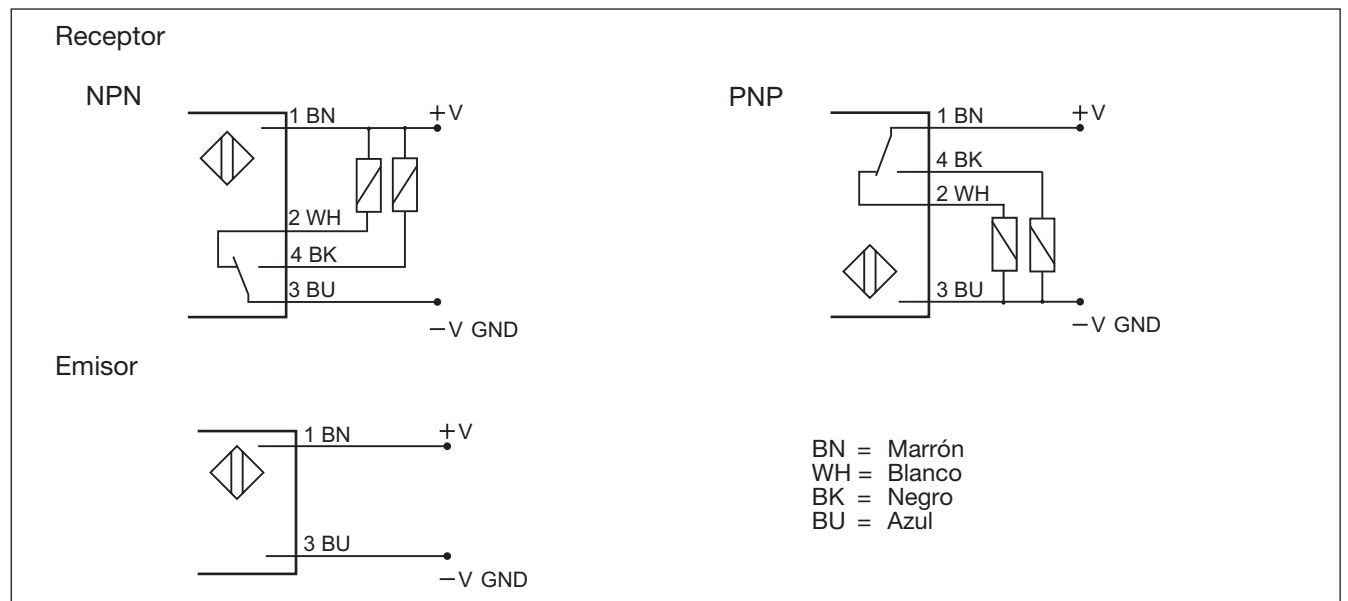 Receptor
NPN
1 BN
+V
2 WH
4 BK
3 BU
−V GND
PNP
1 BN
+V
4 BK
2 WH
3 BU
−V GND
Emisor
1 BN
+V
3 BU
−V GND
BN = Marrón
WH = Blanco
BK = Negro
BU = Azul